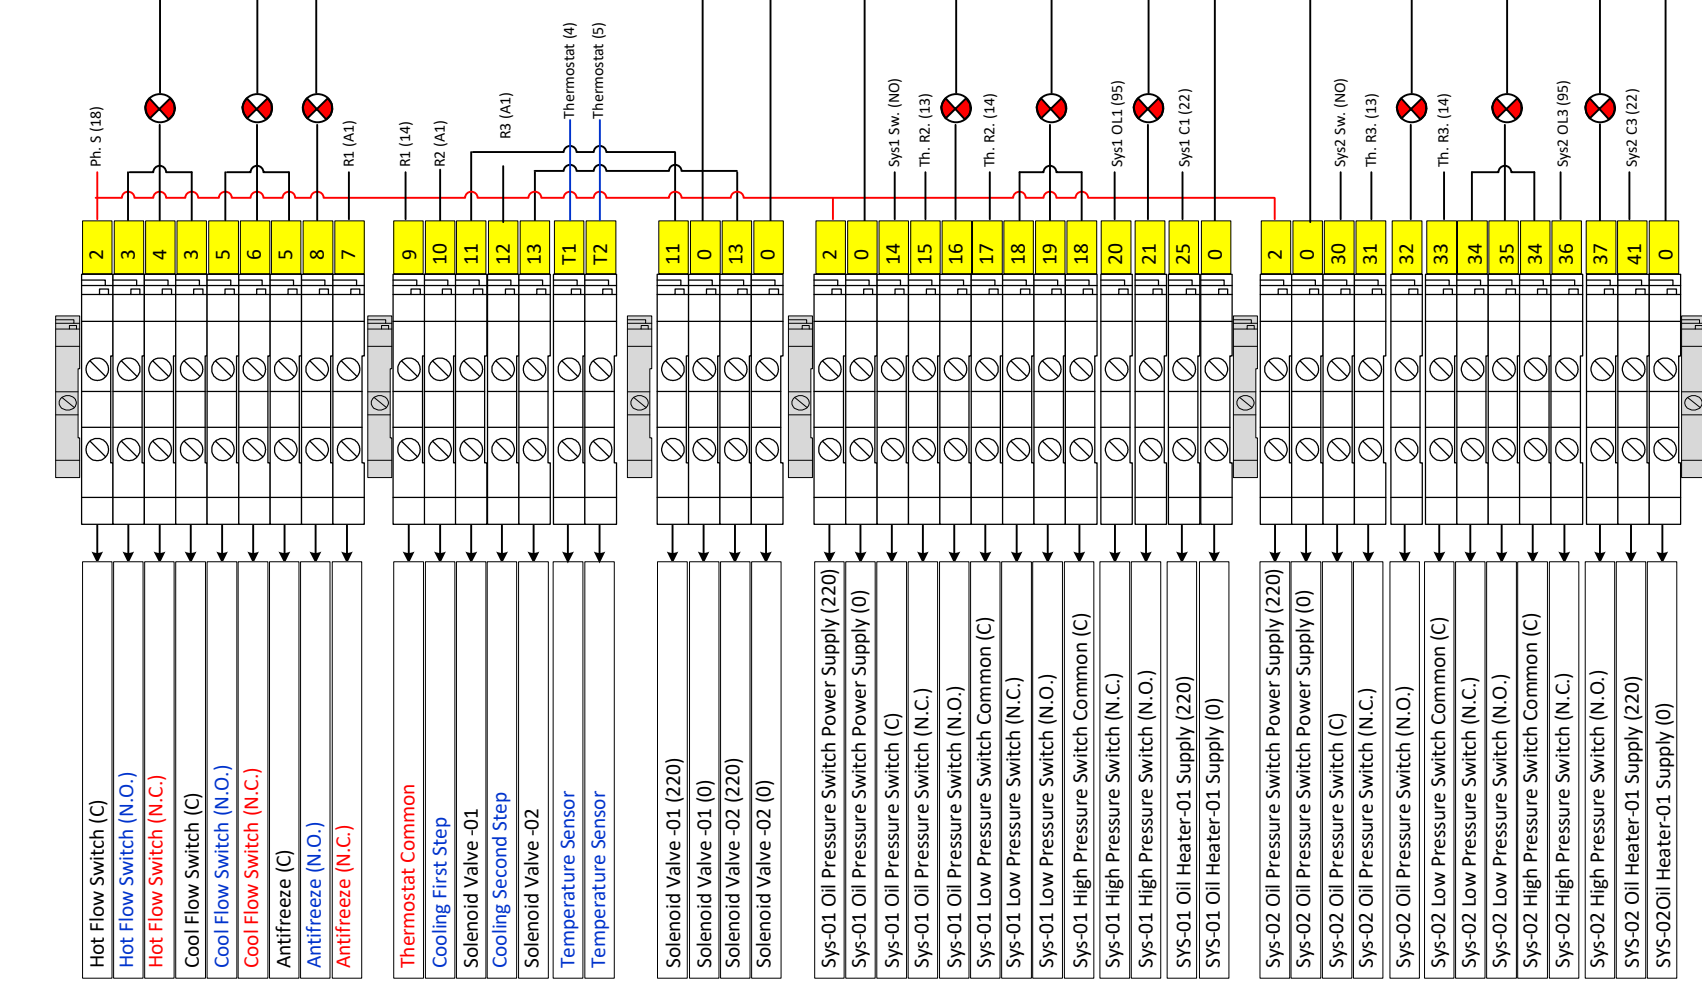 Ph. S (18)
R1 (A1)
R1 (14)
R2 (A1)
R3 (A1)
Thermostat (4)
Thermostat (5)
Sys1 Sw. (NO)
Th. R2. (13)
Th. R2. (14)
Sys1 OL1 (95)
Sys1 C1 (22)
Sys2 Sw. (NO)
Th. R3. (13)
Th. R3. (14)
Sys2 OL3 (95)
Sys2 C3 (22)
2
3
4
3
5
6
5
8
7
9
10
11
12
13
T1
T2
11
0
13
0
2
0
14
15
16
17
18
19
18
20
21
25
0
2
0
30
31
32
33
34
35
34
36
37
41
0
Hot Flow Switch (C)
Hot Flow Switch (N.O.)
Hot Flow Switch (N.C.)
Cool Flow Switch (C)
Cool Flow Switch (N.O.)
Cool Flow Switch (N.C.)
Antifreeze (C)
Antifreeze (N.O.)
Antifreeze (N.C.)
Thermostat Common
Cooling First Step
Solenoid Valve -01
Cooling Second Step
Solenoid Valve -02
Temperature Sensor
Temperature Sensor
Solenoid Valve -01 (220)
Solenoid Valve -01 (0)
Solenoid Valve -02 (220)
Solenoid Valve -02 (0)
Sys-01 Oil Pressure Switch Power Supply (220)
Sys-01 Oil Pressure Switch Power Supply (0)
Sys-01 Oil Pressure Switch (C)
Sys-01 Oil Pressure Switch (N.C.)
Sys-01 Oil Pressure Switch (N.O.)
Sys-01 Low Pressure Switch Common (C)
Sys-01 Low Pressure Switch (N.C.)
Sys-01 Low Pressure Switch (N.O.)
Sys-01 High Pressure Switch Common (C)
Sys-01 High Pressure Switch (N.C.)
Sys-01 High Pressure Switch (N.O.)
SYS-01 Oil Heater-01 Supply (220)
SYS-01 Oil Heater-01 Supply (0)
Sys-02 Oil Pressure Switch Power Supply (220)
Sys-02 Oil Pressure Switch Power Supply (0)
Sys-02 Oil Pressure Switch (C)
Sys-02 Oil Pressure Switch (N.C.)
Sys-02 Oil Pressure Switch (N.O.)
Sys-02 Low Pressure Switch Common (C)
Sys-02 Low Pressure Switch (N.C.)
Sys-02 Low Pressure Switch (N.O.)
Sys-02 High Pressure Switch Common (C)
Sys-02 High Pressure Switch (N.C.)
Sys-02 High Pressure Switch (N.O.)
SYS-02 Oil Heater-01 Supply (220)
SYS-02Oil Heater-01 Supply (0)